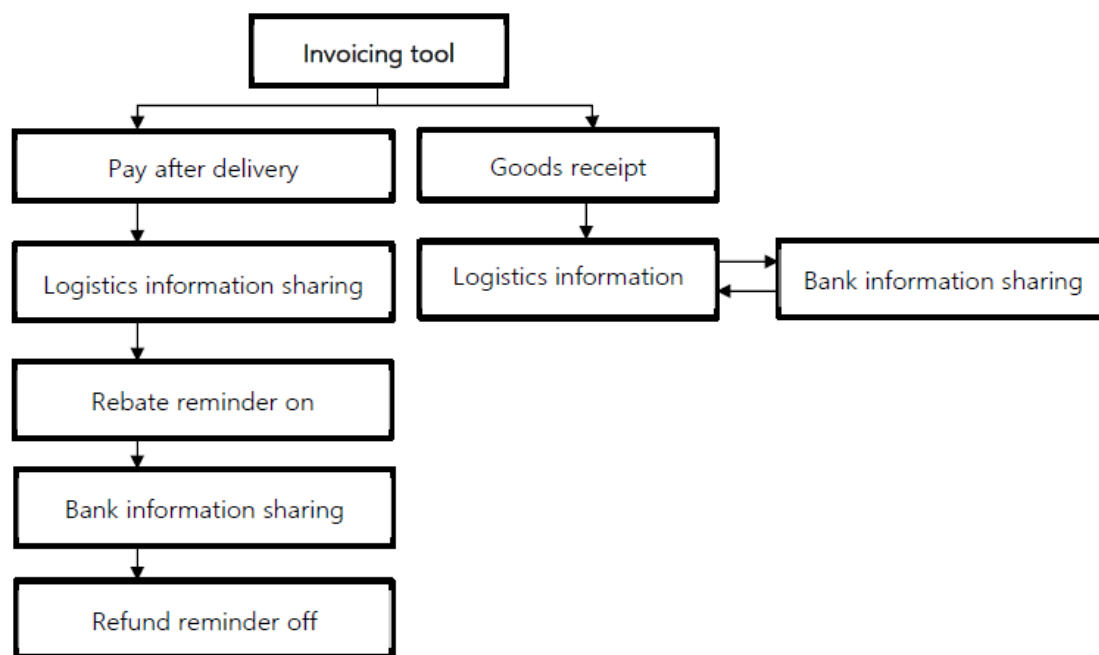 Invoicing tool
Pay after delivery
Goods receipt
Logistics information sharing
Logistics information
Bank information sharing
Rebate reminder on
Bank information sharing
Refund reminder off